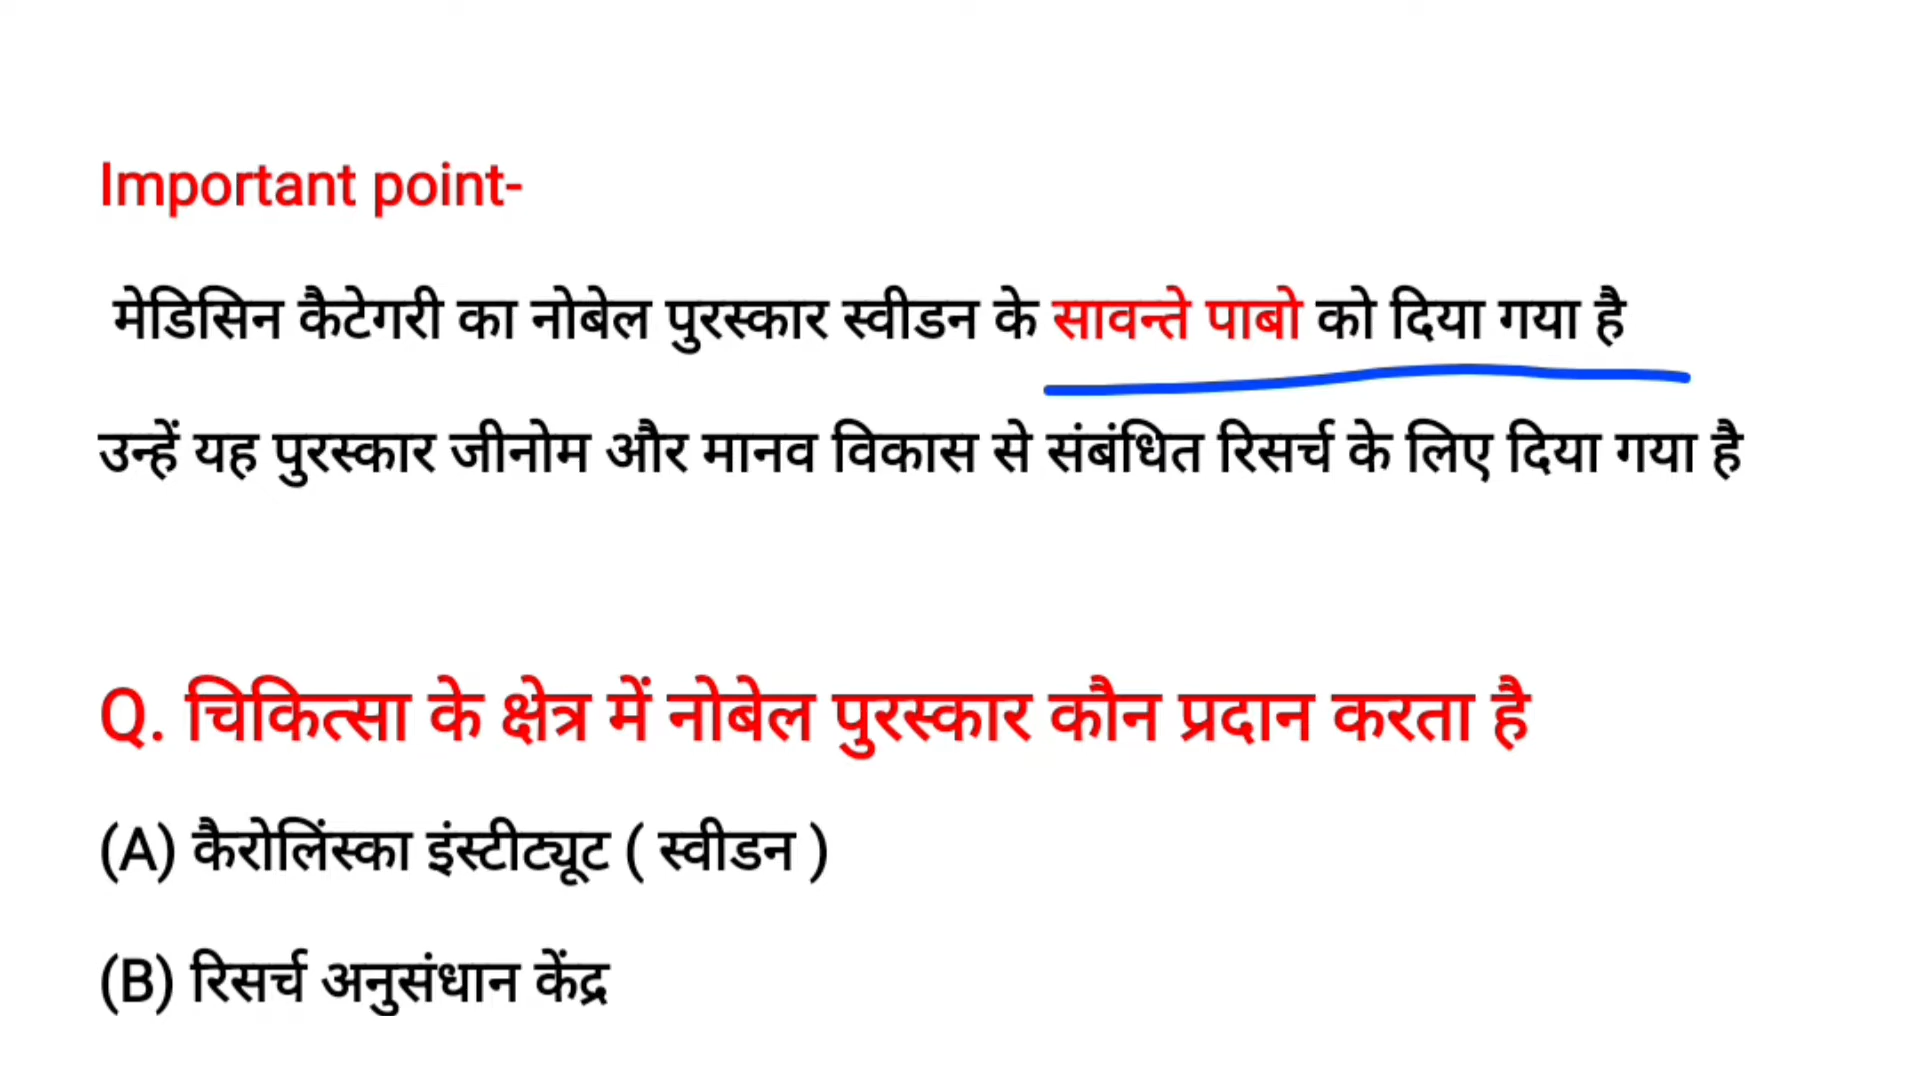 Important point-
मेडिसिन कैटेगरी का नोबेल पुरस्कार स्वीडन के सावन्ते पाबो को दिया गया है
उन्हें यह पुरस्कार जीनोम और मानव विकास से संबंधित रिसर्च के लिए दिया गया है
Q. चिकित्सा के क्षेत्र में नोबेल पुरस्कार कौन प्रदान करता है
(A) कैरोलिंस्का इंस्टीट्यूट ( स्वीडन )
(B) रिसर्च अनुसंधान केंद्र